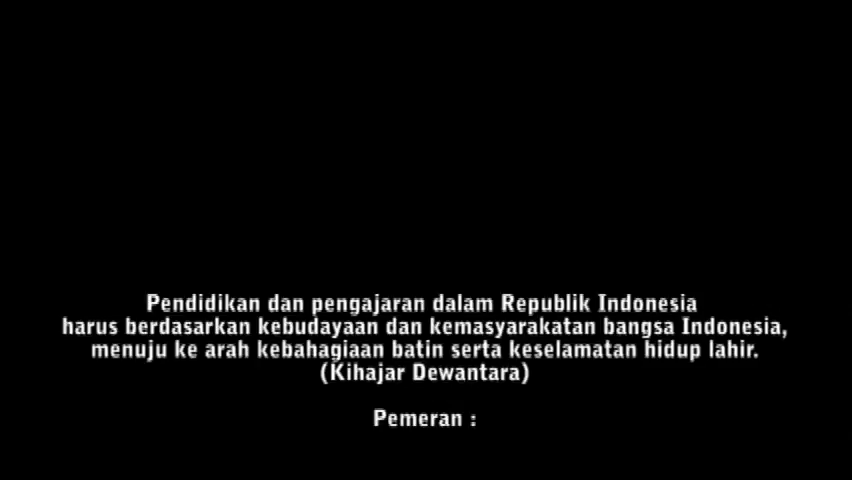 Pendidikan dan pengajaran dalam Republik Indonesia
harus berdasarkan kebudayaan dan kemasyarakatan bangsa Indonesia,
menuju ke arah kebahagiaan batin serta keselamatan hidup lahir.
(Kihajar Dewantara)
Pemeran :